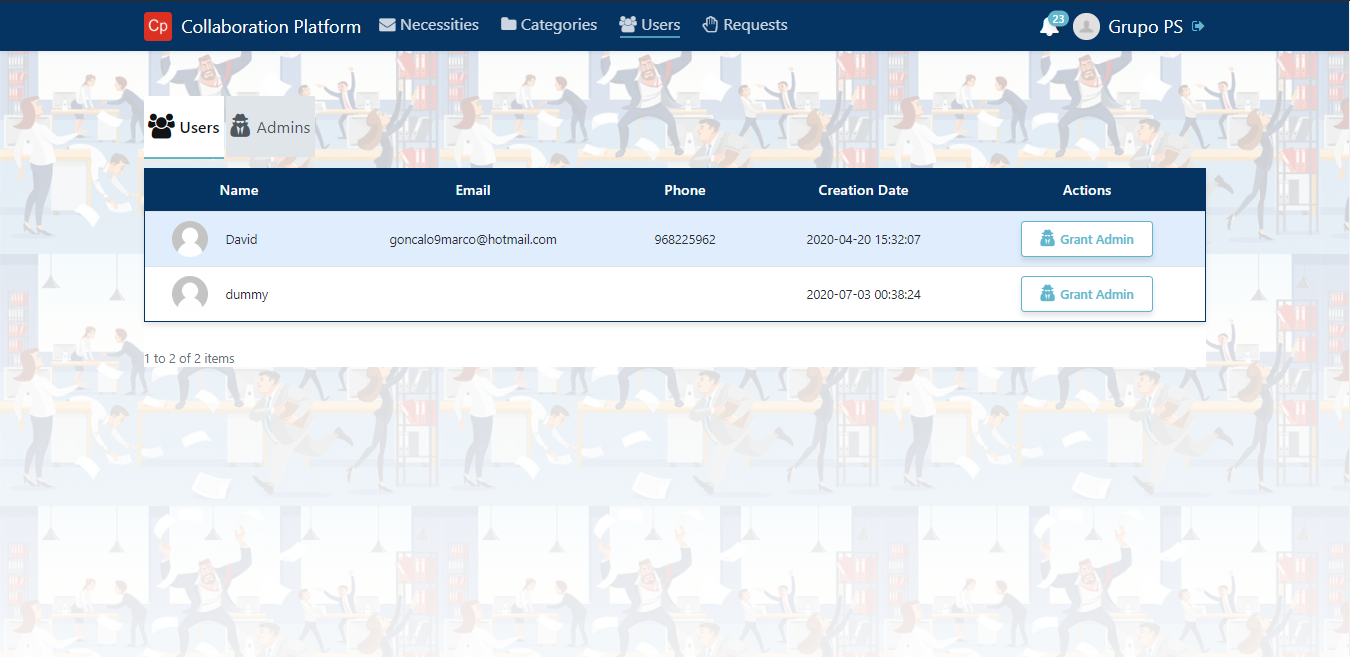 Cp Collaboration Platform Necessities Categories Users Requests 23 Grupo PS
Users Admins
Name Email Phone Creation Date Actions
David goncalo9marco@hotmail.com 968225962 2020-04-20 15:32:07 Grant Admin
dummy 2020-07-03 00:38:24 Grant Admin
1 to 2 of 2 items